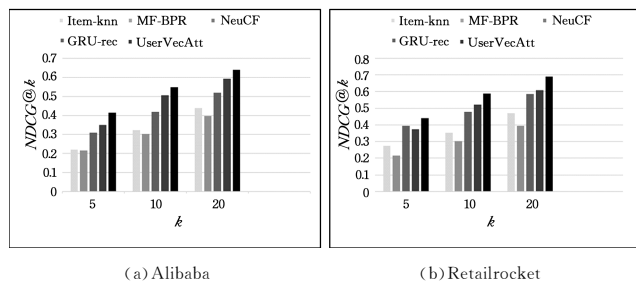 Item-knn MF-BPR NeuCF
GRU-rec UserVecAtt
NDCG@k
0.7
0.6
0.5
0.4
0.3
0.2
0.1
0
5 10 20
k
(a)Alibaba
Item-knn MF-BPR NeuCF
GRU-rec UserVecAtt
NDCG@k
0.8
0.7
0.6
0.5
0.4
0.3
0.2
0.1
0
5 10 20
k
(b)Retailrocket